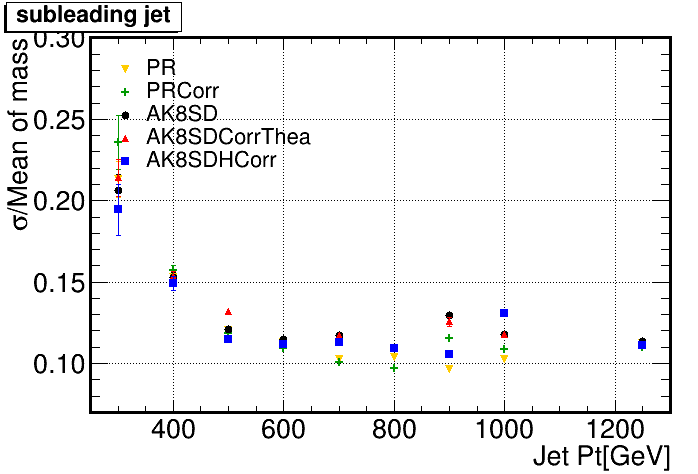 subleading jet
σ/Mean of mass
0.30
0.25
0.20
0.15
0.10
PR
PRCorr
AK8SD
AK8SDCorrThea
AK8SDHCorr
400 600 800 1000 1200
Jet Pt[GeV]